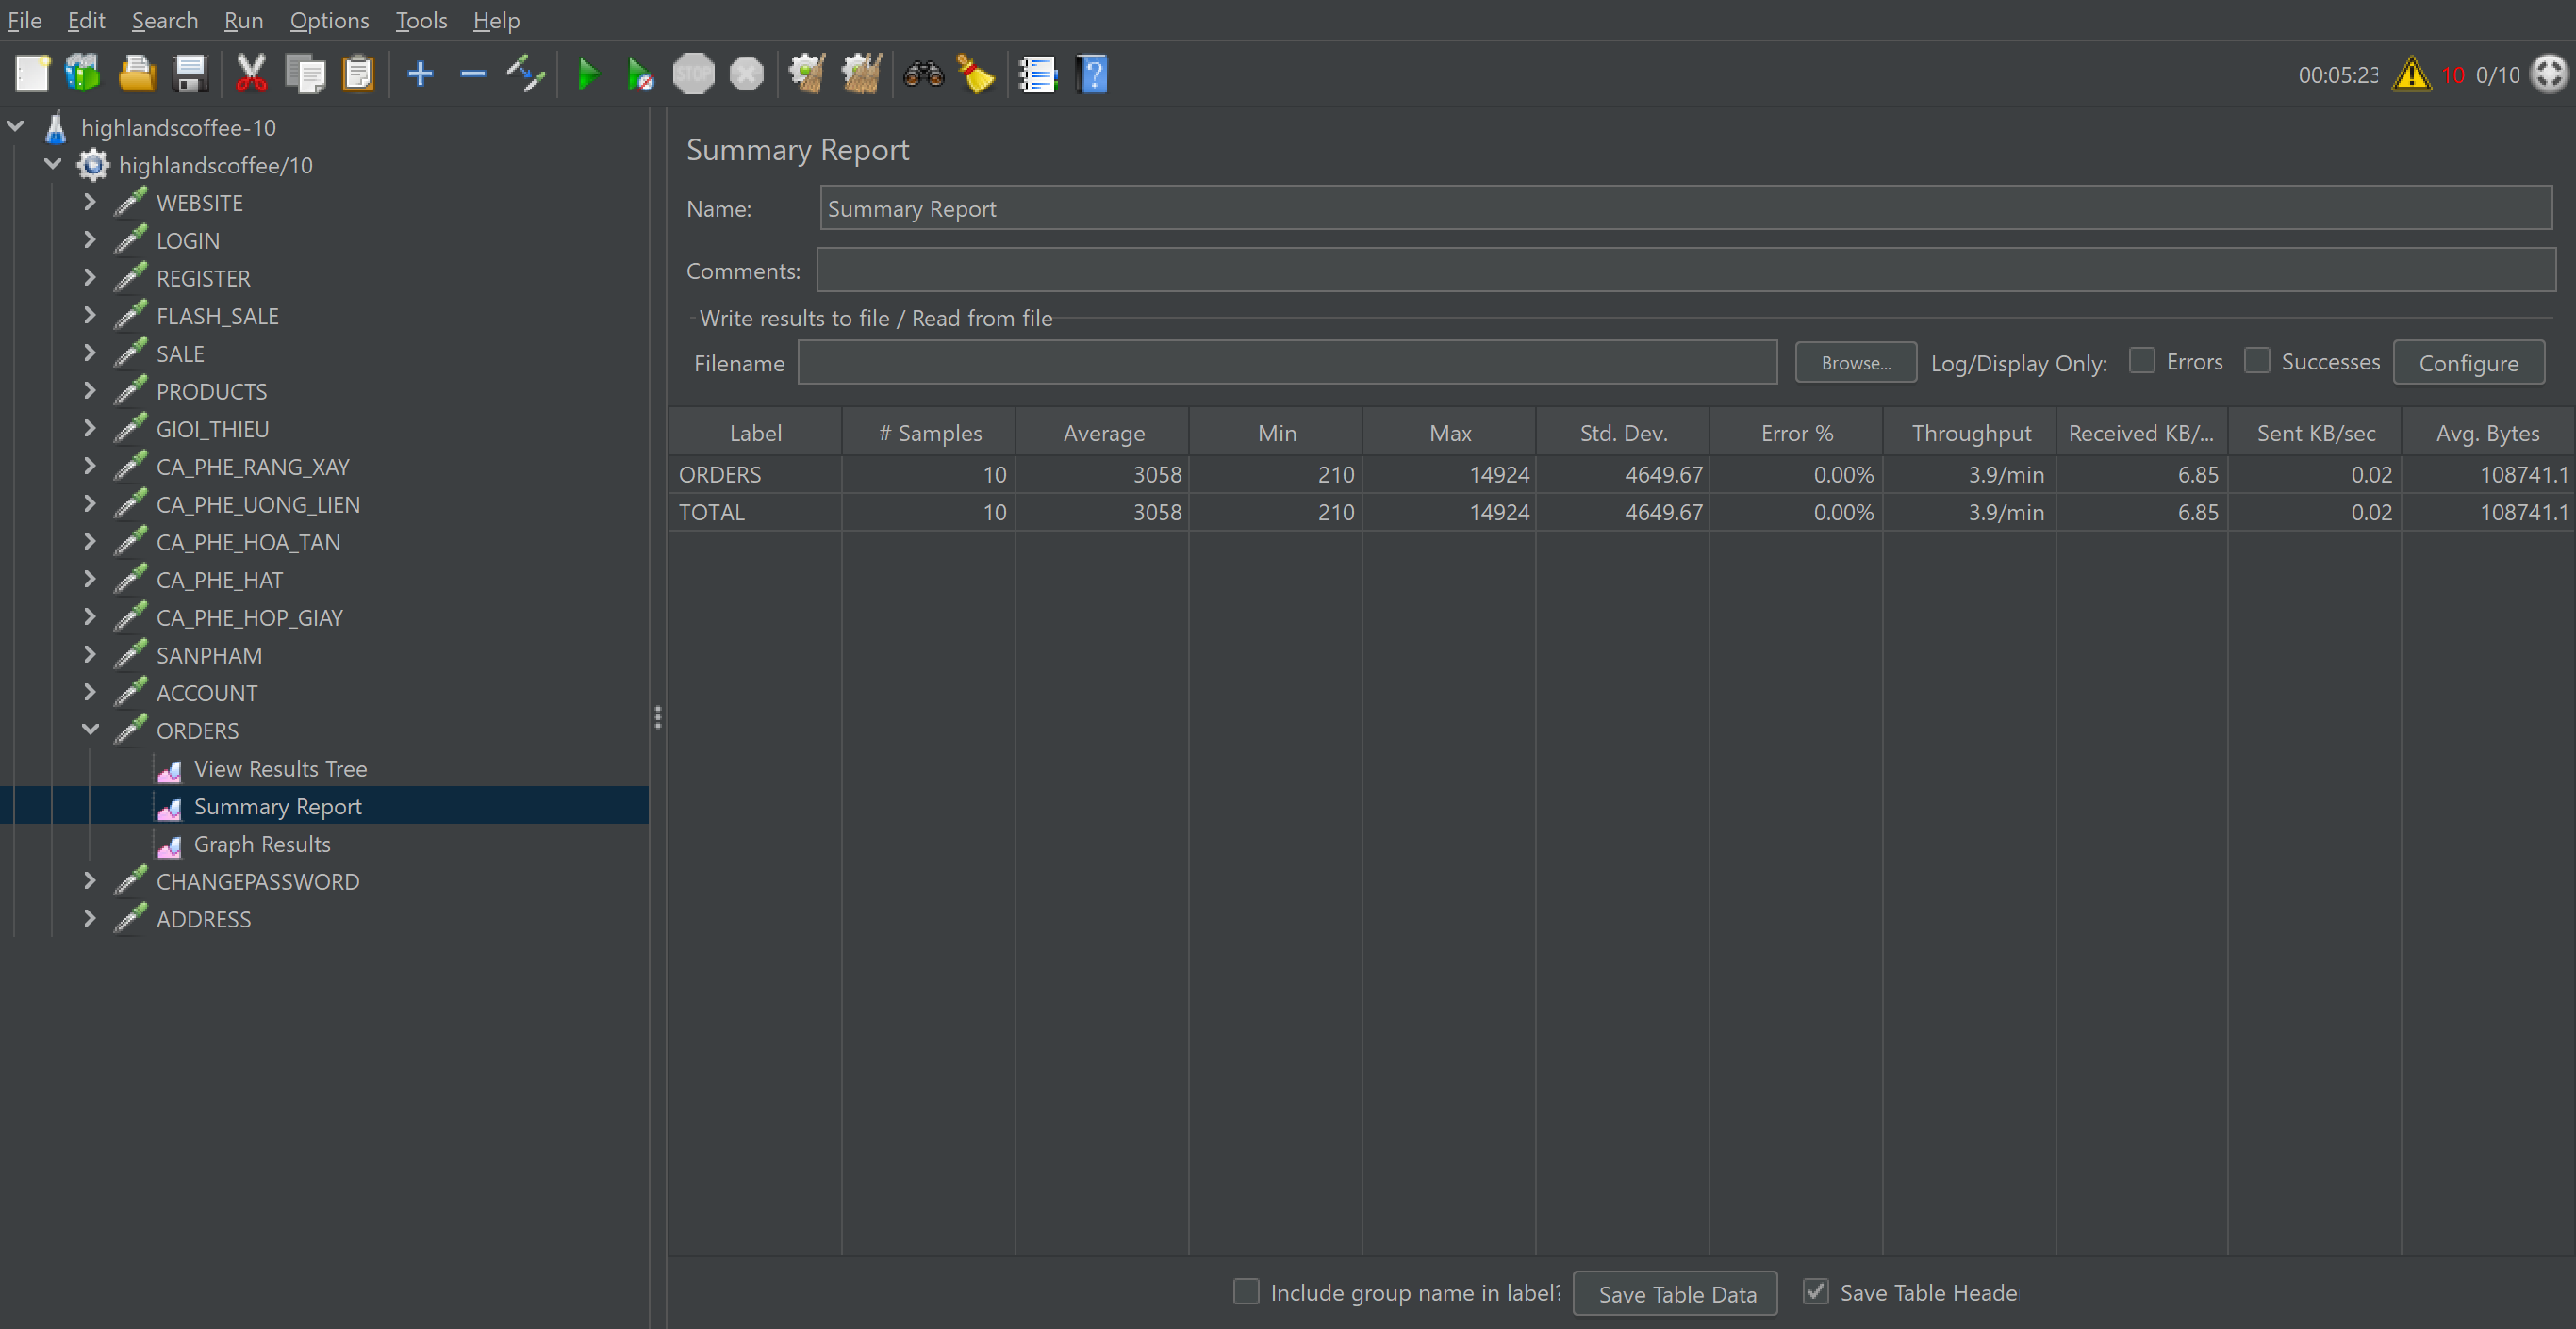 File Edit Search Run Options Tools Help
STOP
00:05:23 10 0/10
highlandscoffee-10
highlandscoffee/10
WEBSITE
LOGIN
REGISTER
FLASH_SALE
SALE
PRODUCTS
GIOI_THIEU
CA_PHE_RANG_XAY
CA_PHE_UONG_LIEN
CA_PHE_HOA_TAN
CA_PHE_HAT
CA_PHE_HOP_GIAY
SANPHAM
ACCOUNT
ORDERS
View Results Tree
Summary Report
Graph Results
CHANGEPASSWORD
ADDRESS
Summary Report
Name: Summary Report
Comments:
Write results to file / Read from file
Filename Browse... Log/Display Only: Errors Successes Configure
Label # Samples Average Min Max Std. Dev. Error % Throughput Received KB/... Sent KB/sec Avg. Bytes
ORDERS 10 3058 210 14924 4649.67 0.00% 3.9/min 6.85 0.02 108741.1
TOTAL 10 3058 210 14924 4649.67 0.00% 3.9/min 6.85 0.02 108741.1
Include group name in label? Save Table Data Save Table Heade